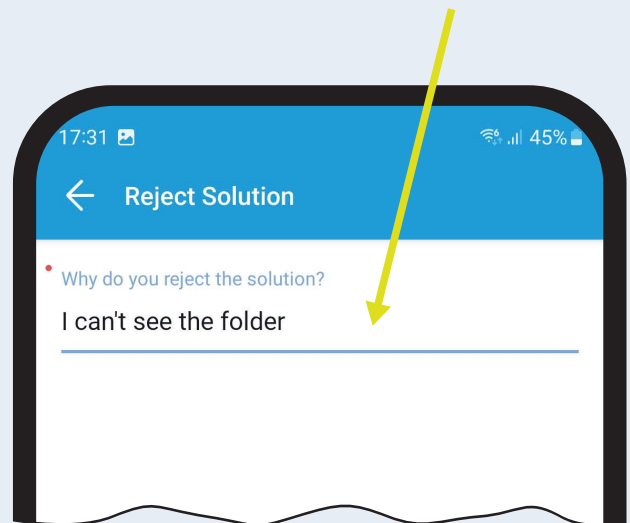 17:31 45%
Reject Solution
Why do you reject the solution?
I can't see the folder